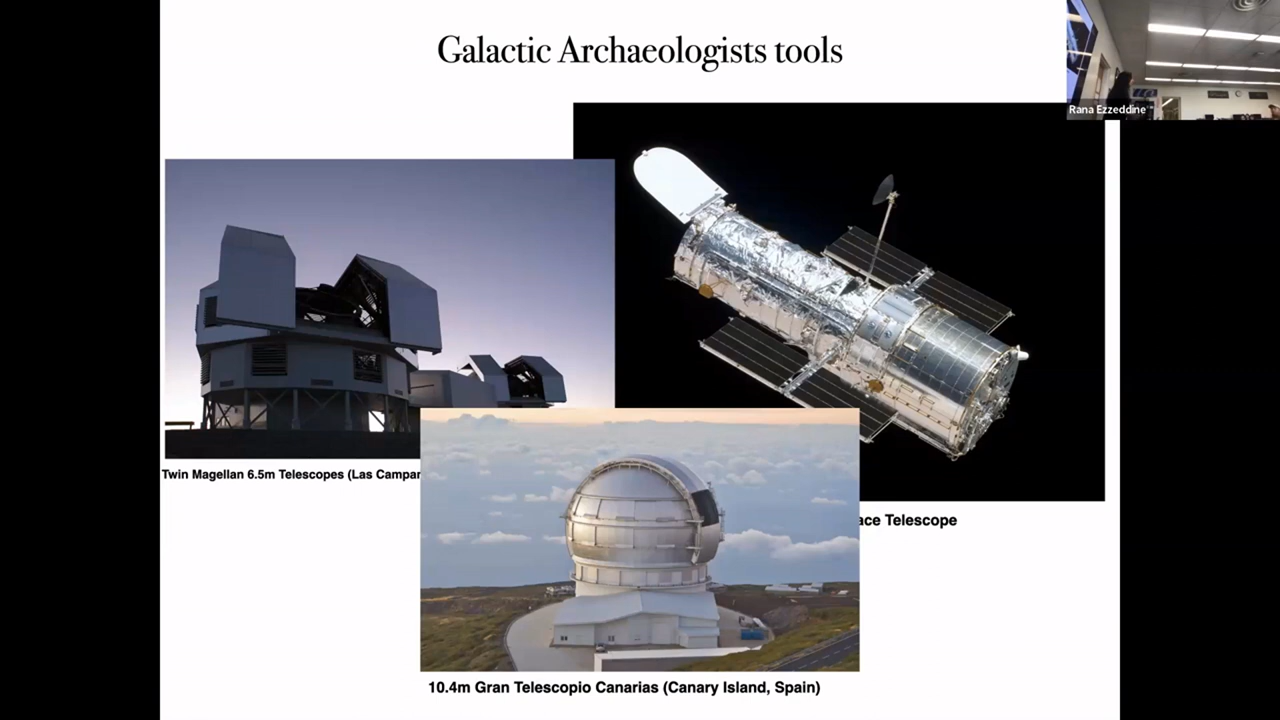 Galactic Archaeologists tools
Rana Ezzeddine
Twin Magellan 6.5m Telescopes (Las Campan
ace Telescope
10.4m Gran Telescopio Canarias (Canary Island, Spain)